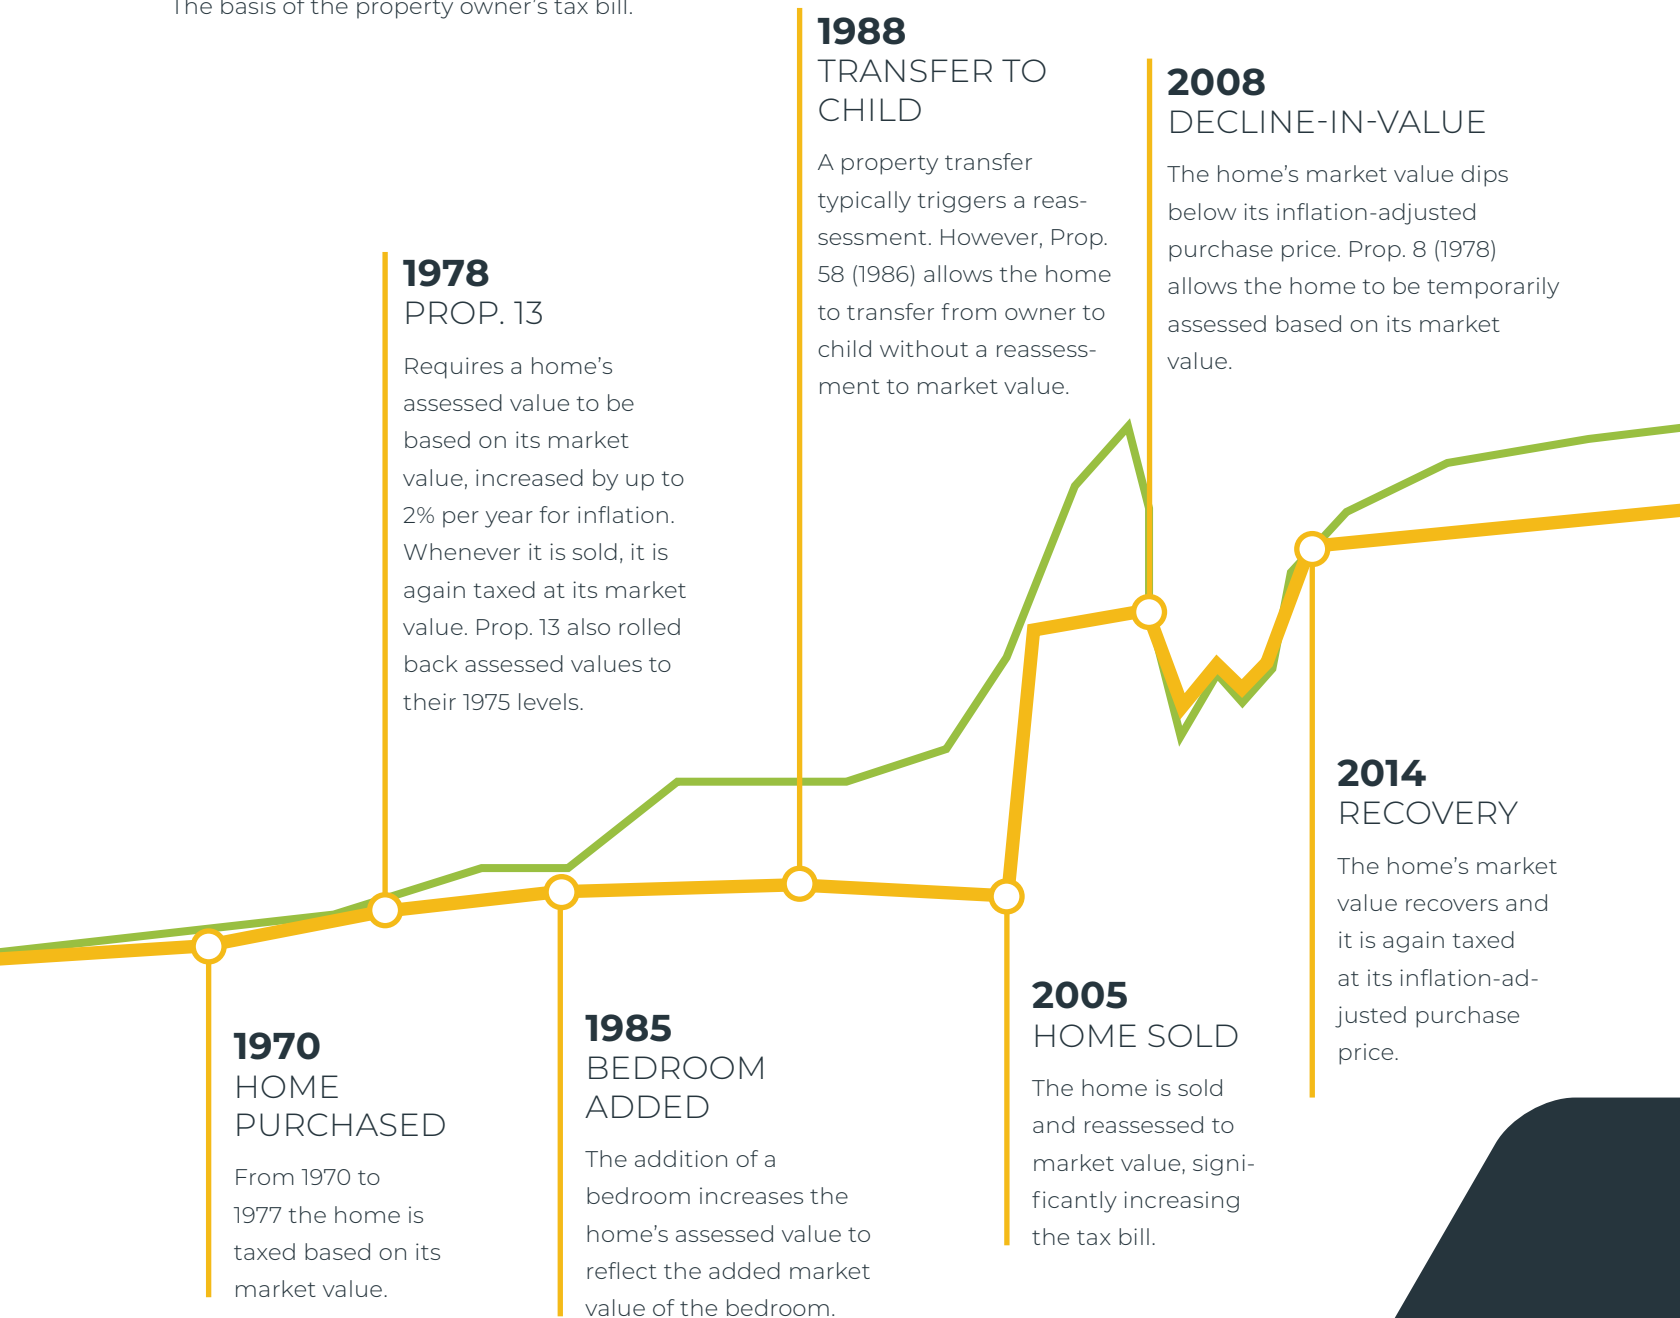 The basis of the property owner's tax bill.
1988
TRANSFER TO
CHILD
A property transfer
typically triggers a reas-
sessment. However, Prop.
58 (1986) allows the home
to transfer from owner to
child without a reassess-
ment to market value.
2008
DECLINE-IN-VALUE
The home's market value dips
below its inflation-adjusted
purchase price. Prop. 8 (1978)
allows the home to be temporarily
assessed based on its market
value.
1978
PROP. 13
Requires a home's
assessed value to be
based on its market
value, increased by up to
2% per year for inflation.
Whenever it is sold, it is
again taxed at its market
value. Prop. 13 also rolled
back assessed values to
their 1975 levels.
2014
RECOVERY
The home's market
value recovers and
it is again taxed
at its inflation-ad-
justed purchase
price.
1970
HOME
PURCHASED
From 1970 to
1977 the home is
taxed based on its
market value.
1985
BEDROOM
ADDED
The addition of a
bedroom increases the
home's assessed value to
reflect the added market
value of the bedroom.
2005
HOME SOLD
The home is sold
and reassessed to
market value, signi-
ficantly increasing
the tax bill.